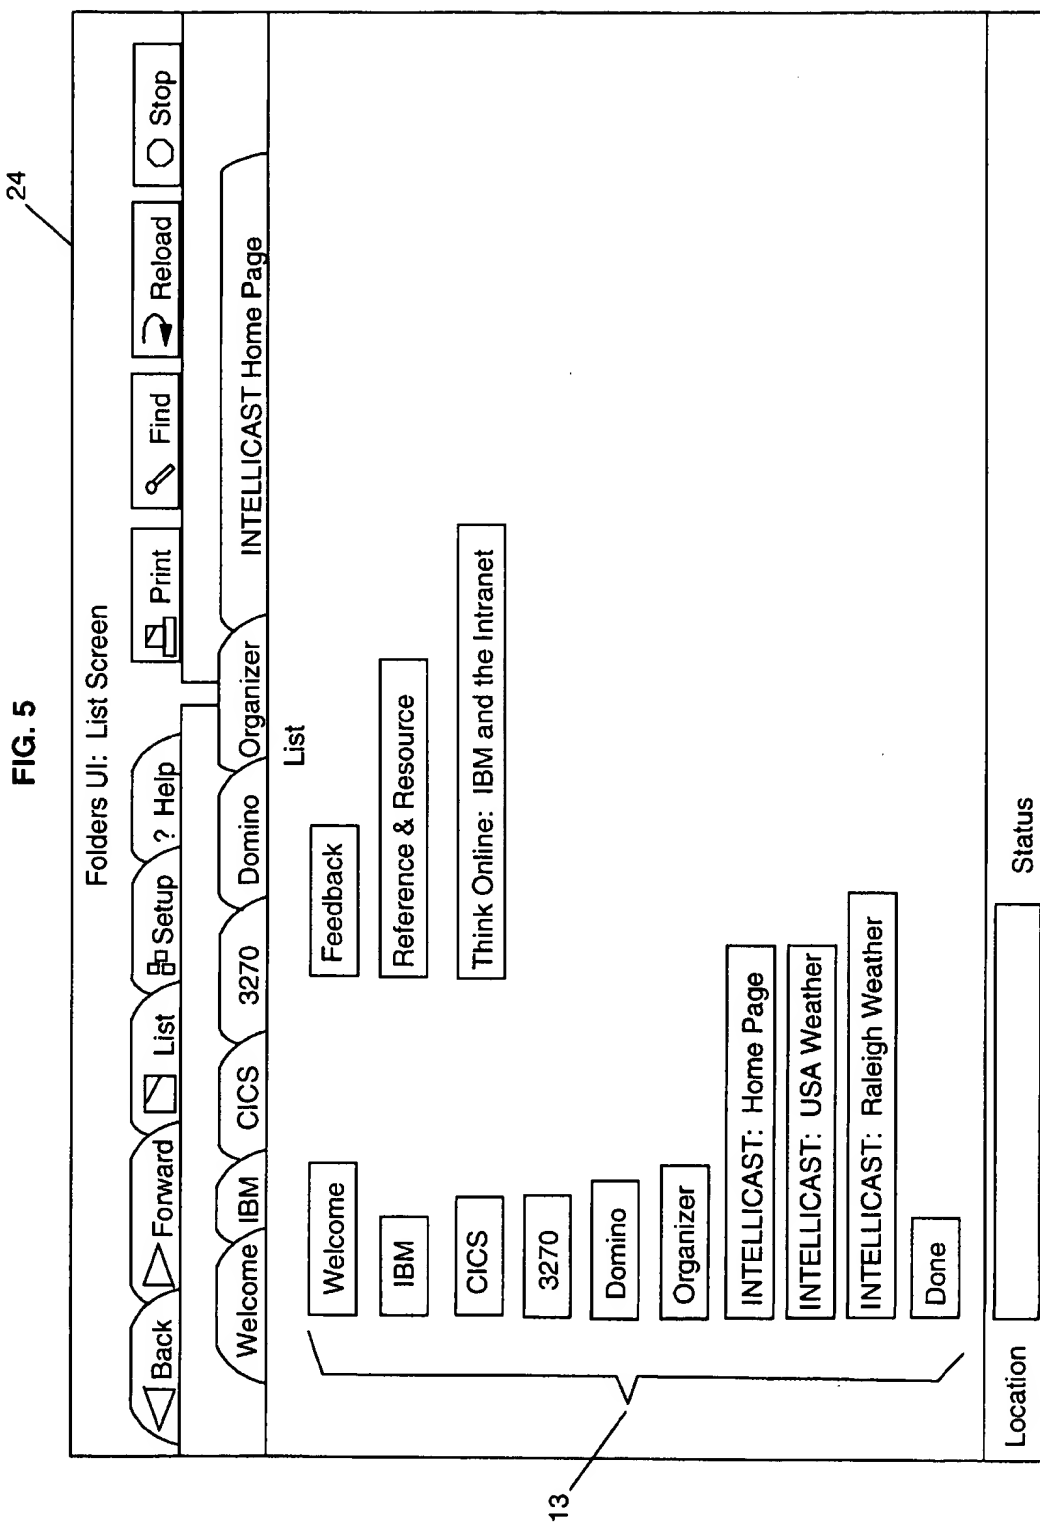 FIG. 5
24
Folders UI: List Screen
Back Forward List Setup ? Help Print Find Reload Stop
Welcome IBM CICS 3270 Domino Organizer INTELLICAST Home Page
List
Welcome Feedback
IBM Reference & Resource
CICS Think Online: IBM and the Intranet
3270
Domino
Organizer
INTELLICAST: Home Page
INTELLICAST: USA Weather
INTELLICAST: Raleigh Weather
Done
13
Location Status